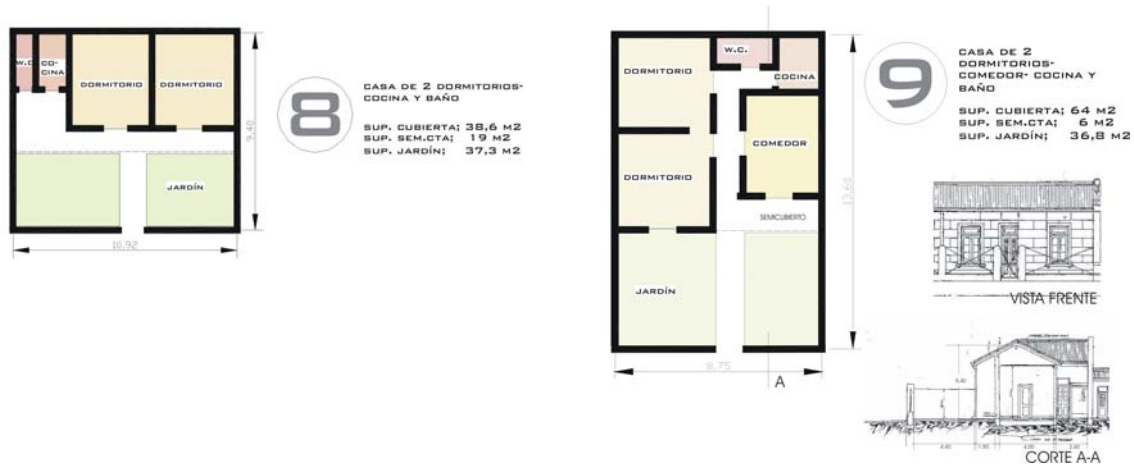 W.C.
CO-
CINA
DORMITORIO
DORMITORIO
JARDÍN
9,40
10,92
8
CASA DE 2 DORMITORIOS-
COCINA Y BAÑO
SUP. CUBIERTA; 38,6 M2
SUP. SEM.CTA; 19 M2
SUP. JARDÍN; 37,3 M2
W.C.
COCINA
DORMITORIO
COMEDOR
DORMITORIO
SEMICUBIERTO
JARDÍN
8.75
A
9
CASA DE 2
DORMITORIOS-
COMEDOR- COCINA Y
BAÑO
SUP. CUBIERTA; 64 M2
SUP. SEM.CTA; 6 M2
SUP. JARDÍN; 36,8 M2
VISTA FRENTE
CORTE A-A